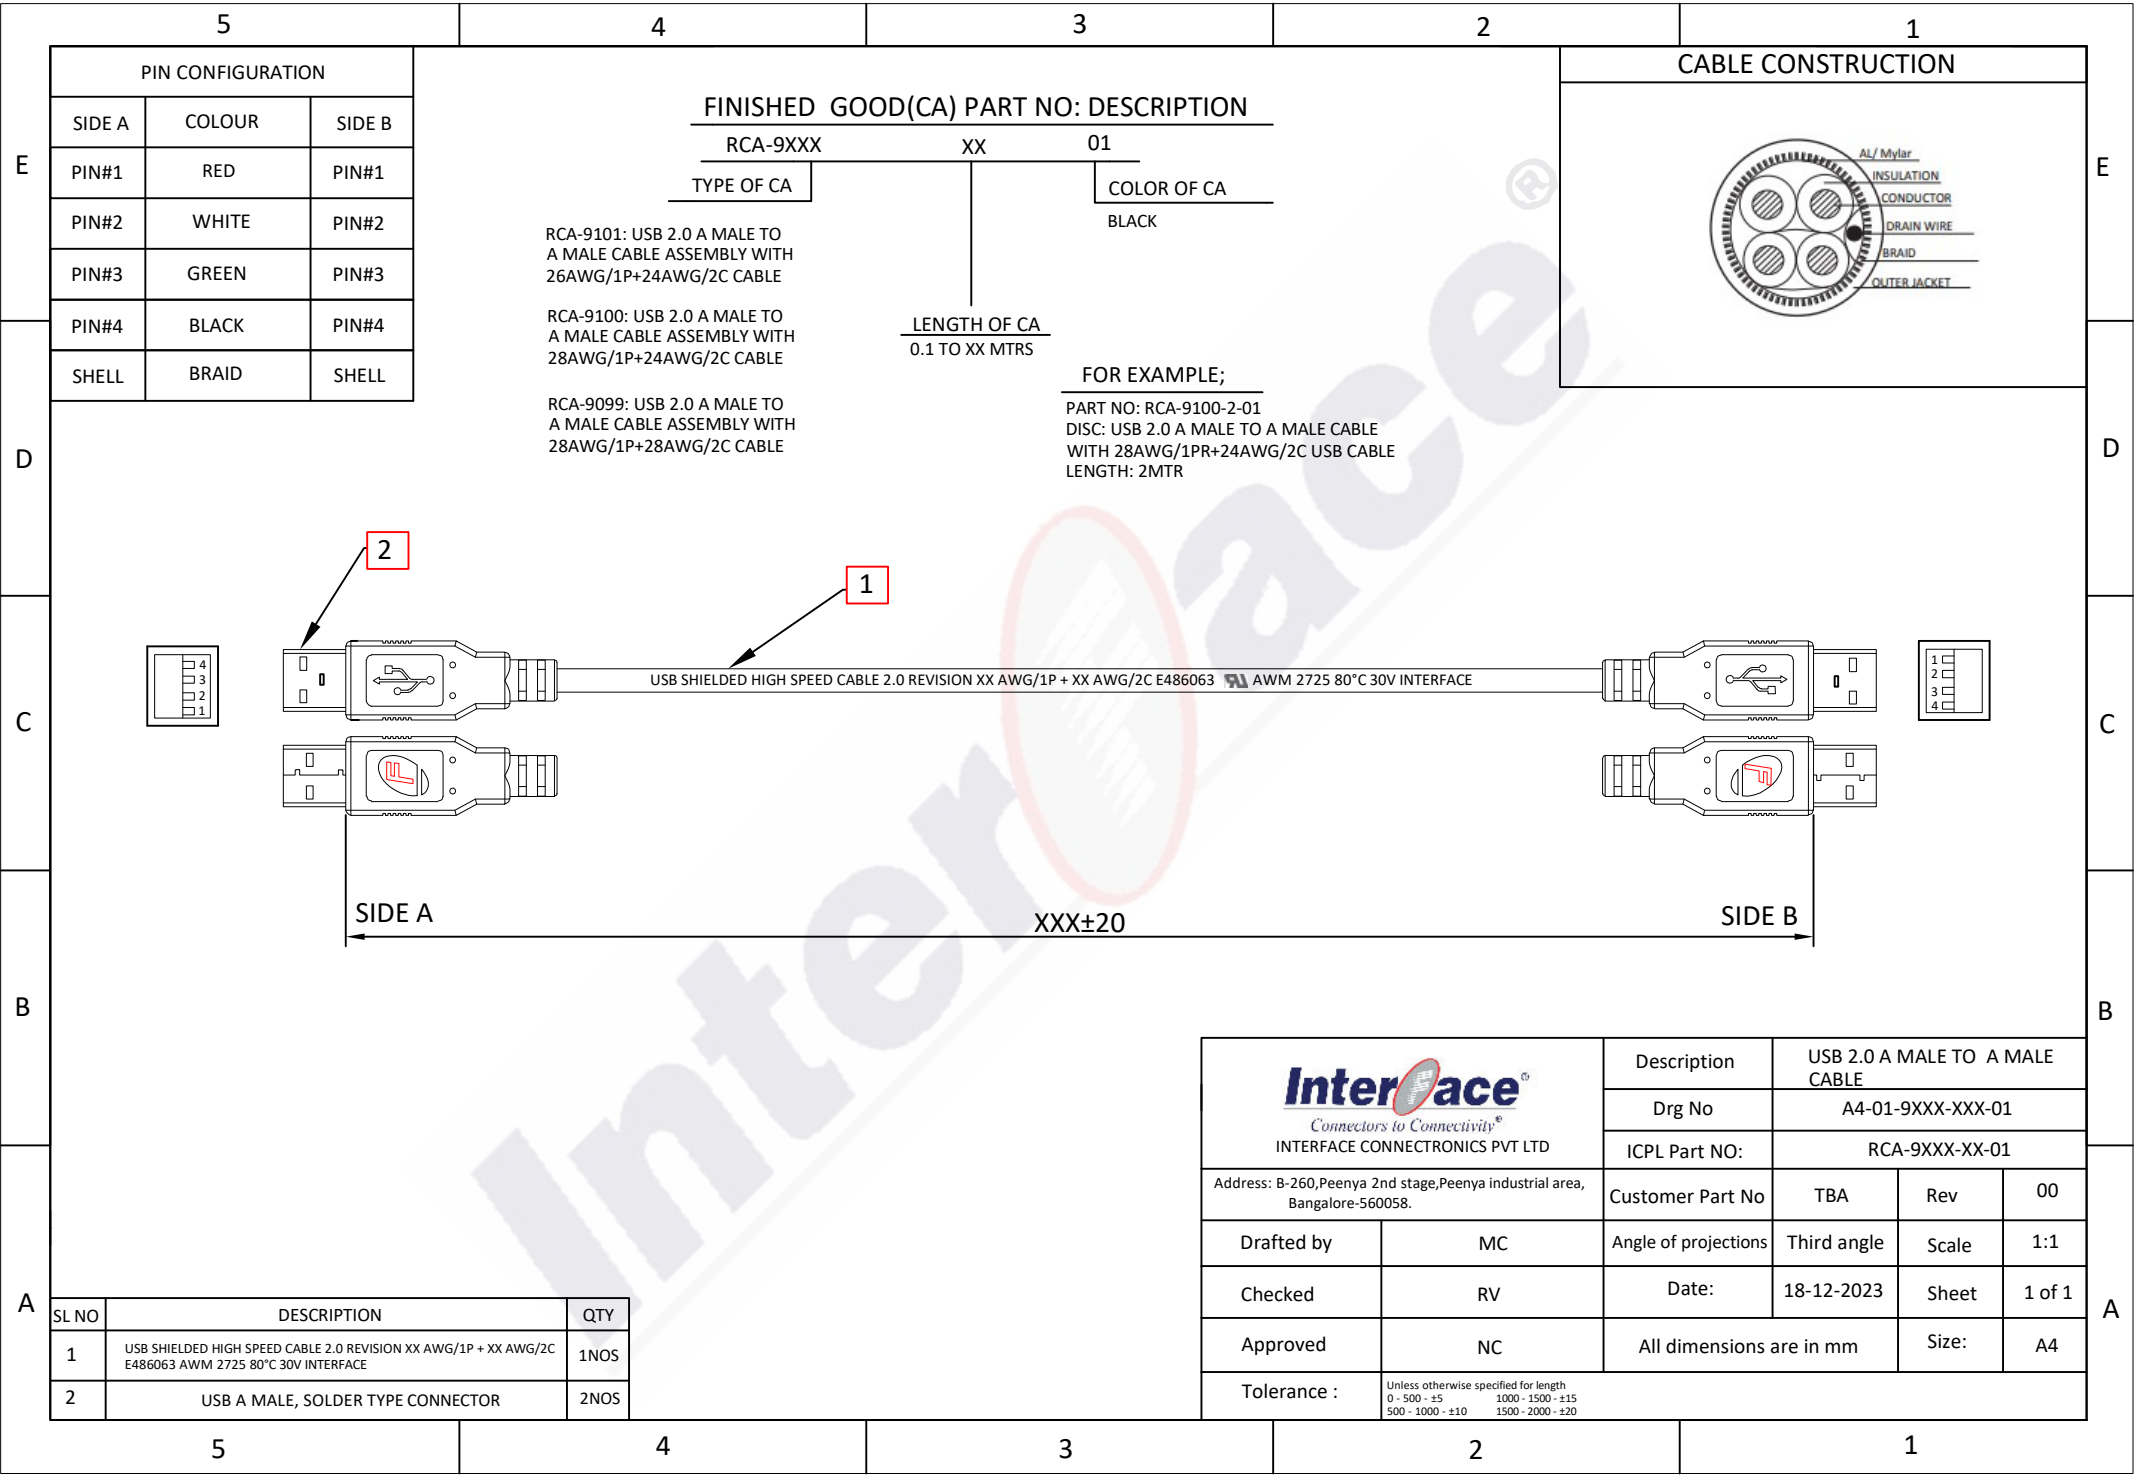 5 4 3 2 1
E D C B A
E D C B A
PIN CONFIGURATION
SIDE A COLOUR SIDE B
PIN#1 RED PIN#1
PIN#2 WHITE PIN#2
PIN#3 GREEN PIN#3
PIN#4 BLACK PIN#4
SHELL BRAID SHELL
FINISHED GOOD(CA) PART NO: DESCRIPTION
RCA-9XXX XX 01
TYPE OF CA
COLOR OF CA
BLACK
RCA-9101: USB 2.0 A MALE TO
A MALE CABLE ASSEMBLY WITH
26AWG/1P+24AWG/2C CABLE
RCA-9100: USB 2.0 A MALE TO
A MALE CABLE ASSEMBLY WITH
28AWG/1P+24AWG/2C CABLE
RCA-9099: USB 2.0 A MALE TO
A MALE CABLE ASSEMBLY WITH
28AWG/1P+28AWG/2C CABLE
LENGTH OF CA
0.1 TO XX MTRS
FOR EXAMPLE;
PART NO: RCA-9100-2-01
DISC: USB 2.0 A MALE TO A MALE CABLE
WITH 28AWG/1PR+24AWG/2C USB CABLE
LENGTH: 2MTR
CABLE CONSTRUCTION
AL/ Mylar
INSULATION
CONDUCTOR
DRAIN WIRE
BRAID
OUTER JACKET
Interface®
2
1
4
3
2
1
USB SHIELDED HIGH SPEED CABLE 2.0 REVISION XX AWG/1P + XX AWG/2C E486063 AWM 2725 80°C 30V INTERFACE
1
2
3
4
SIDE A XXX±20 SIDE B
SL NO DESCRIPTION QTY
1 USB SHIELDED HIGH SPEED CABLE 2.0 REVISION XX AWG/1P + XX AWG/2C
E486063 AWM 2725 80°C 30V INTERFACE 1NOS
2 USB A MALE, SOLDER TYPE CONNECTOR 2NOS
Interface®
Connectors to Connectivity®
INTERFACE CONNECTRONICS PVT LTD
Address: B-260,Peenya 2nd stage,Peenya industrial area,
Bangalore-560058.
Description USB 2.0 A MALE TO A MALE
CABLE
Drg No A4-01-9XXX-XXX-01
ICPL Part NO: RCA-9XXX-XX-01
Customer Part No TBA Rev 00
Drafted by MC Angle of projections Third angle Scale 1:1
Checked RV Date: 18-12-2023 Sheet 1 of 1
Approved NC All dimensions are in mm Size: A4
Tolerance : Unless otherwise specified for length
0 - 500 - ±5 1000 - 1500 - ±15
500 - 1000 - ±10 1500 - 2000 - ±20
5 4 3 2 1